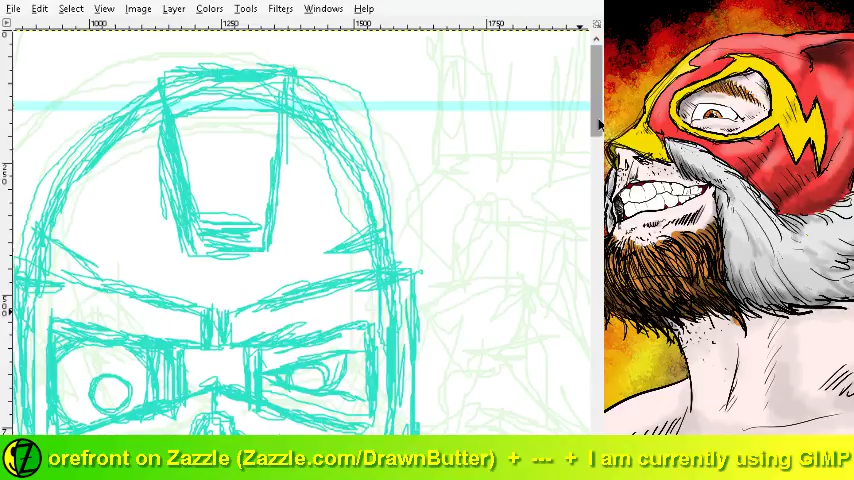 File Edit Select View Image Layer Colors Tools Filters Windows Help
1000 1250 1500 1750
orefront on Zazzle (Zazzle.com/DrawnButter) + --- + I am currently using GIMP